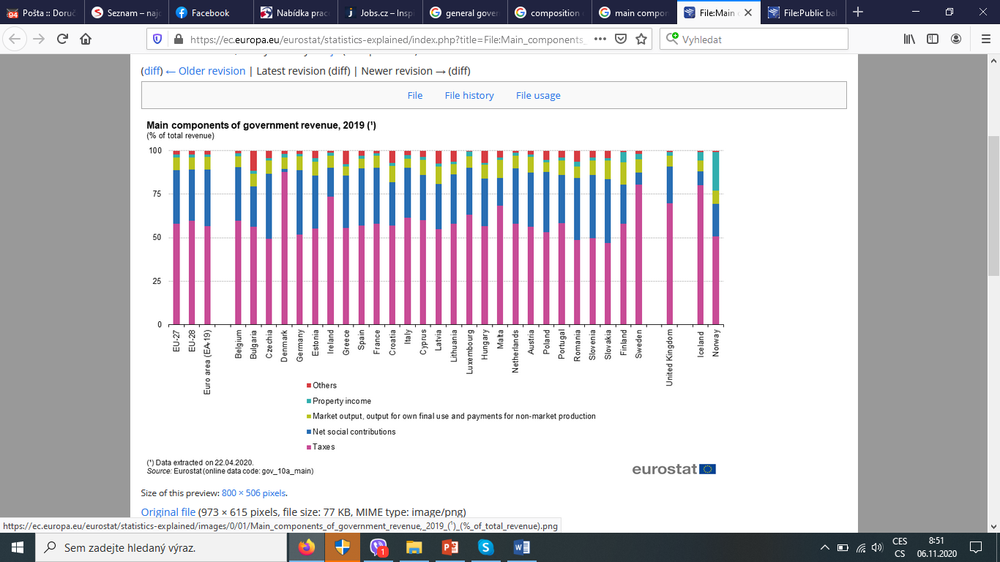 Pošta :: Doruč
Seznam – najd
Facebook
Nabídka prac
Jobs.cz – Insp
general gover
composition
main compon
File:Main
File:Public bal
https://ec.europa.eu/eurostat/statistics-explained/index.php?title=File:Main_components_
Vyhledat
(diff) ← Older revision | Latest revision (diff) | Newer revision → (diff)
File File history File usage
Main components of government revenue, 2019 (¹)
(% of total revenue)
100
75
50
25
0
EU-27
EU-28
Euro area (EA-19)
Belgium
Bulgaria
Czechia
Denmark
Germany
Estonia
Ireland
Greece
Spain
France
Croatia
Italy
Cyprus
Latvia
Lithuania
Luxembourg
Hungary
Malta
Netherlands
Austria
Poland
Portugal
Romania
Slovenia
Slovakia
Finland
Sweden
United Kingdom
Iceland
Norway
Others
Property income
Market output, output for own final use and payments for non-market production
Net social contributions
Taxes
(¹) Data extracted on 22.04.2020.
Source: Eurostat (online data code: gov_10a_main)
eurostat
Size of this preview: 800 × 506 pixels.
Original file (973 × 615 pixels, file size: 77 KB, MIME type: image/png)
https://ec.europa.eu/eurostat/statistics-explained/images/0/01/Main_components_of_government_revenue,_2019_(¹)_(%_of_total_revenue).png
Sem zadejte hledaný výraz.
1
CES
CS
8:51
06.11.2020